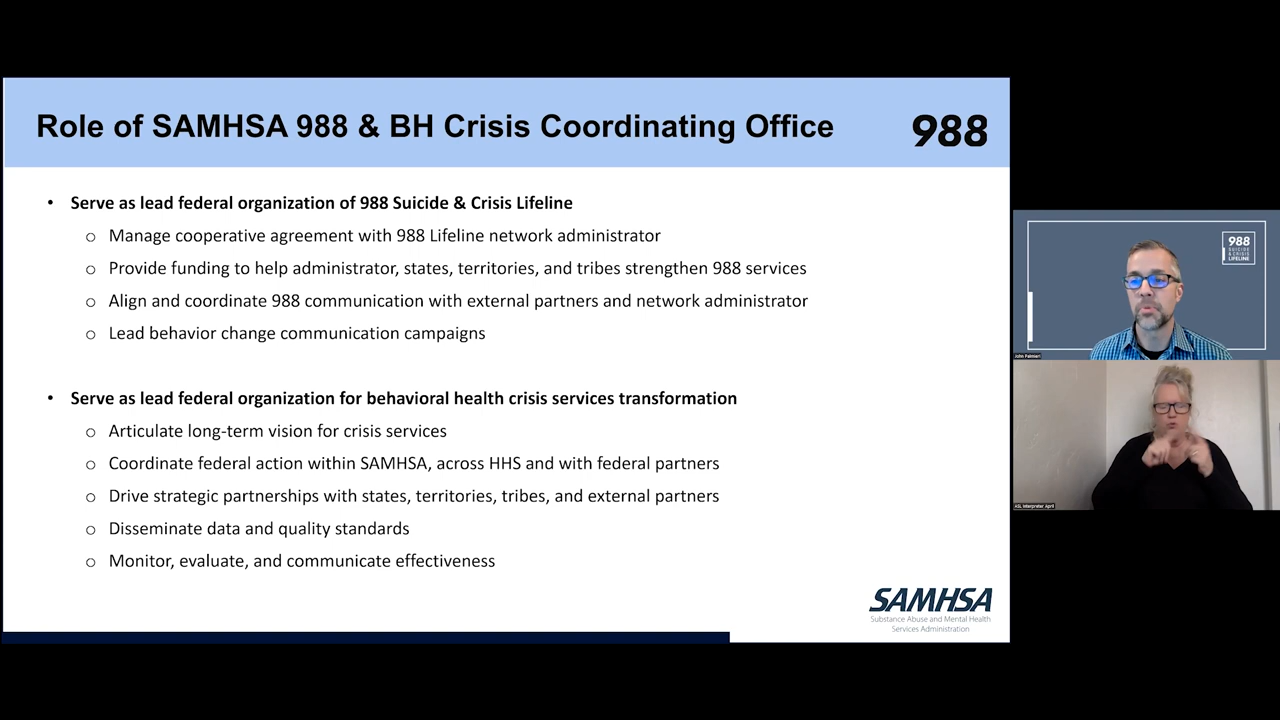 Role of SAMHSA 988 & BH Crisis Coordinating Office
988
• Serve as lead federal organization of 988 Suicide & Crisis Lifeline
o Manage cooperative agreement with 988 Lifeline network administrator
o Provide funding to help administrator, states, territories, and tribes strengthen 988 services
o Align and coordinate 988 communication with external partners and network administrator
o Lead behavior change communication campaigns
• Serve as lead federal organization for behavioral health crisis services transformation
o Articulate long-term vision for crisis services
o Coordinate federal action within SAMHSA, across HHS and with federal partners
o Drive strategic partnerships with states, territories, tribes, and external partners
o Disseminate data and quality standards
o Monitor, evaluate, and communicate effectiveness
SAMHSA
Substance Abuse and Mental Health
Services Administration
988
SUICIDE
& CRISIS
LIFELINE
John Palmieri
ASL Interpreter April